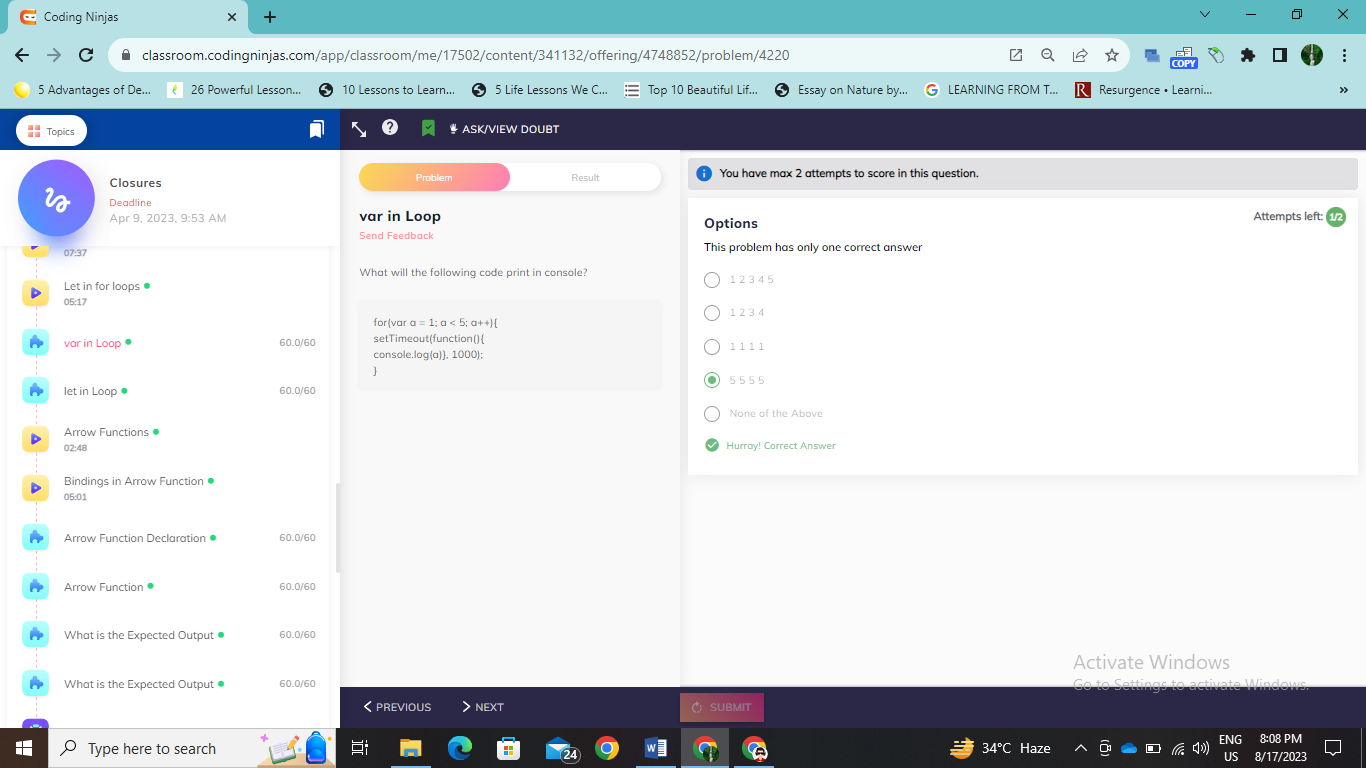 Coding Ninjas
classroom.codingninjas.com/app/classroom/me/17502/content/341132/offering/4748852/problem/4220
COPY
5 Advantages of De...
26 Powerful Lesson...
10 Lessons to Learn...
5 Life Lessons We C...
Top 10 Beautiful Lif...
Essay on Nature by...
LEARNING FROM T...
Resurgence • Learni...
»
Topics
ASK/VIEW DOUBT
Closures
Deadline
Apr 9, 2023, 9:53 AM
07:37
Let in for loops
05:17
var in Loop 60.0/60
let in Loop 60.0/60
Arrow Functions
02:48
Bindings in Arrow Function
05:01
Arrow Function Declaration 60.0/60
Arrow Function 60.0/60
What is the Expected Output 60.0/60
What is the Expected Output 60.0/60
Problem Result
var in Loop
Send Feedback
What will the following code print in console?
for(var a = 1; a < 5; a++){
setTimeout(function(){
console.log(a)}, 1000);
}
PREVIOUS NEXT
You have max 2 attempts to score in this question.
Options
Attempts left: 1/2
This problem has only one correct answer
1 2 3 4 5
1 2 3 4
1 1 1 1
5 5 5 5
None of the Above
Hurray! Correct Answer
Activate Windows
Go to Settings to activate Windows.
SUBMIT
Type here to search
24
34°C Haze
ENG
US
8:08 PM
8/17/2023